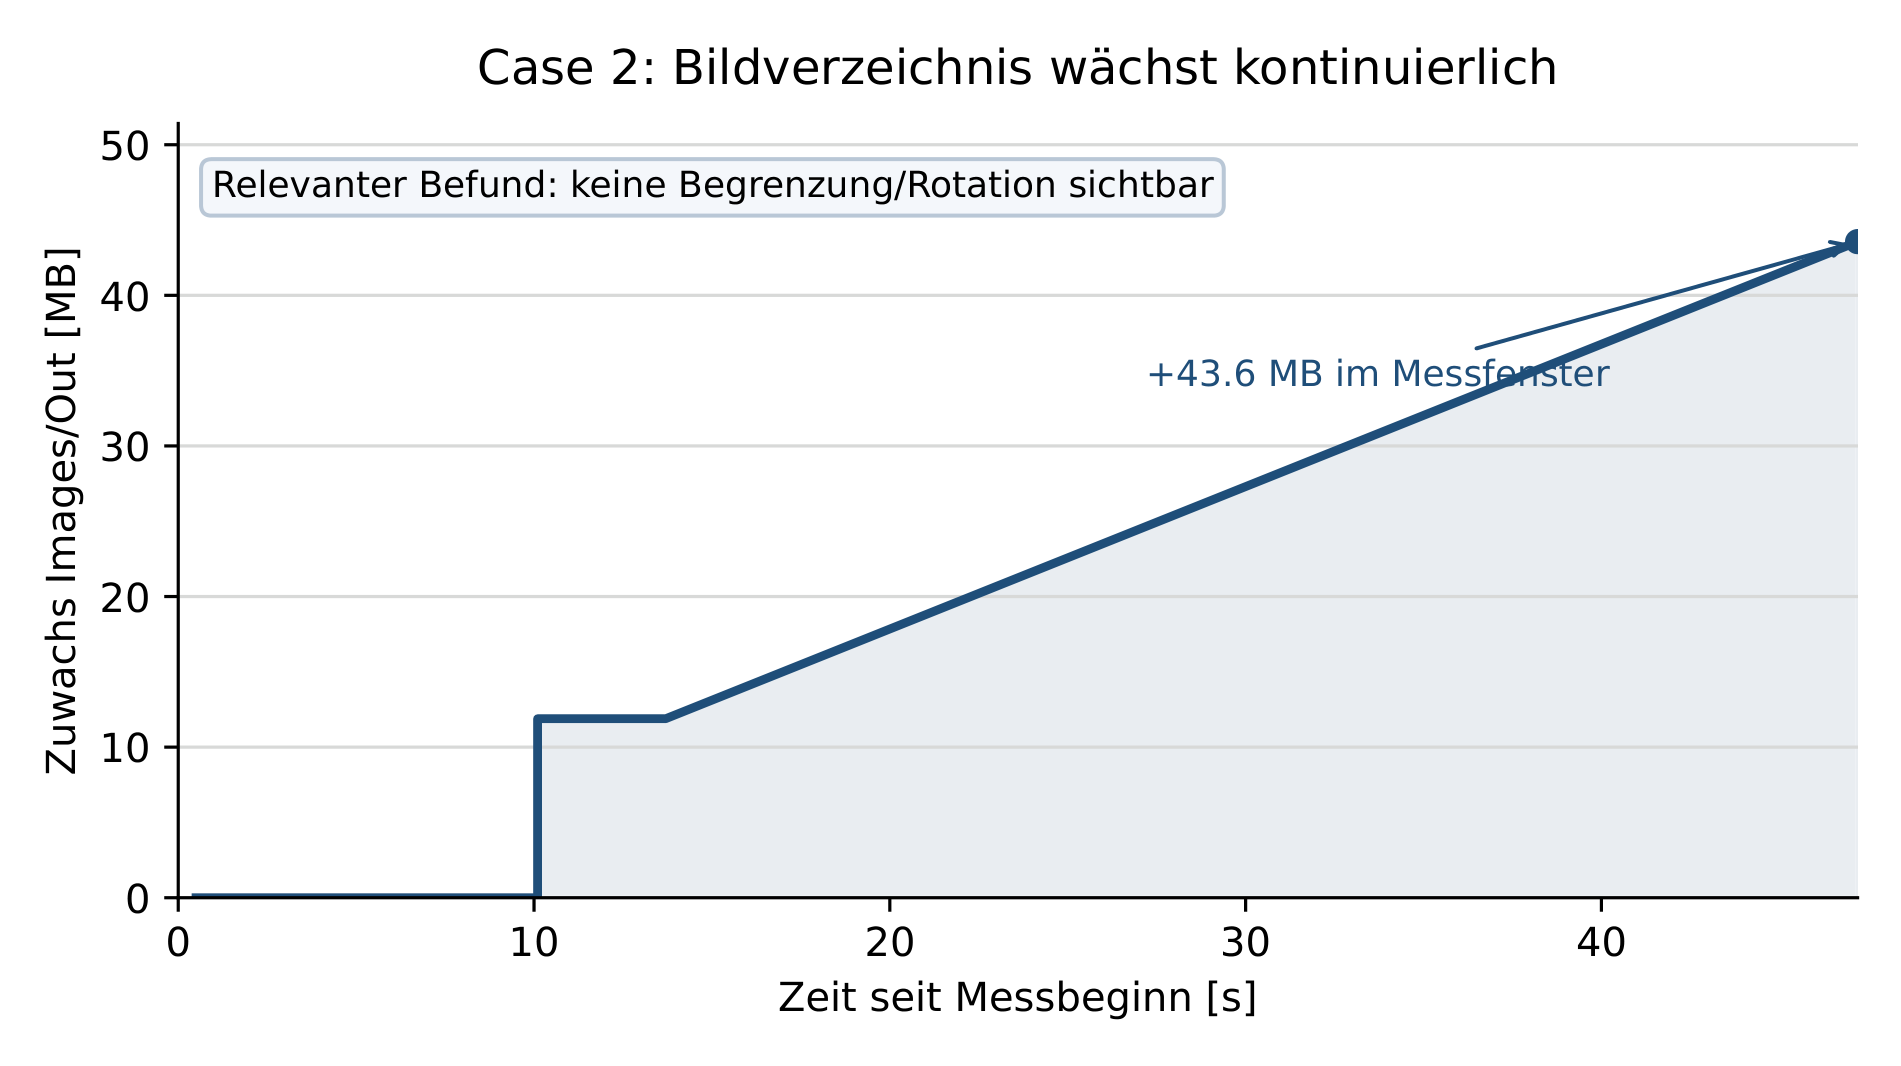 Case 2: Bildverzeichnis wächst kontinuierlich
Zuwachs Images/Out [MB]
50
40
30
20
10
0
Relevanter Befund: keine Begrenzung/Rotation sichtbar
+43.6 MB im Messfenster
0 10 20 30 40
Zeit seit Messbeginn [s]